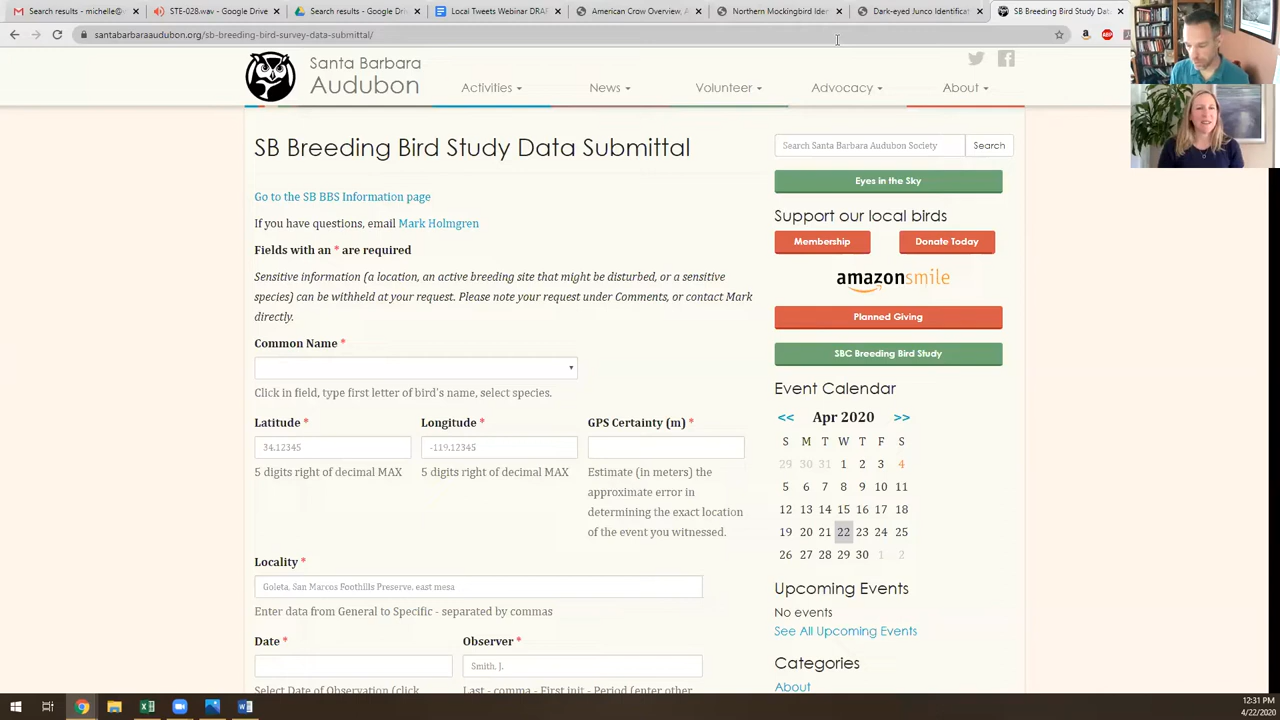 Search Results - michelle@
STE-028.wav - Google Drive
Search Results - Google Dri
Local Tweets Webinar DRAF
American Crow Overview, A
Northern Mockingbird Iden
Dark-eyed Junco Identificat
SB Breeding Bird Study Dat
santabarbaraaudubon.org/sb-breeding-bird-survey-data-submittal/
ABP
Santa Barbara
Audubon
Activities
News
Volunteer
Advocacy
About
SB Breeding Bird Study Data Submittal
Go to the SB BBS Information page
If you have questions, email Mark Holmgren
Fields with an * are required
Sensitive information (a location, an active breeding site that might be disturbed, or a sensitive
species) can be withheld at your request. Please note your request under Comments, or contact Mark
directly.
Common Name *
Click in field, type first letter of bird's name, select species.
Latitude *
Longitude *
GPS Certainty (m) *
34.12345
-119.12345
5 digits right of decimal MAX
5 digits right of decimal MAX
Estimate (in meters) the
approximate error in
determining the exact location
of the event you witnessed.
Locality *
Goleta, San Marcos Foothills Preserve, east mesa
Enter data from General to Specific - separated by commas
Date *
Observer *
Smith, J.
Select Date of Observation (click
Last - comma - First init - Period (enter other
Search Santa Barbara Audubon Society
Search
Eyes in the Sky
Support our local birds
Membership
Donate Today
amazonsmile
Planned Giving
SBC Breeding Bird Study
Event Calendar
<< Apr 2020 >>
S M T W T F S
29 30 31 1 2 3 4
5 6 7 8 9 10 11
12 13 14 15 16 17 18
19 20 21 22 23 24 25
26 27 28 29 30 1 2
Upcoming Events
No events
See All Upcoming Events
Categories
About
12:31 PM
4/22/2020